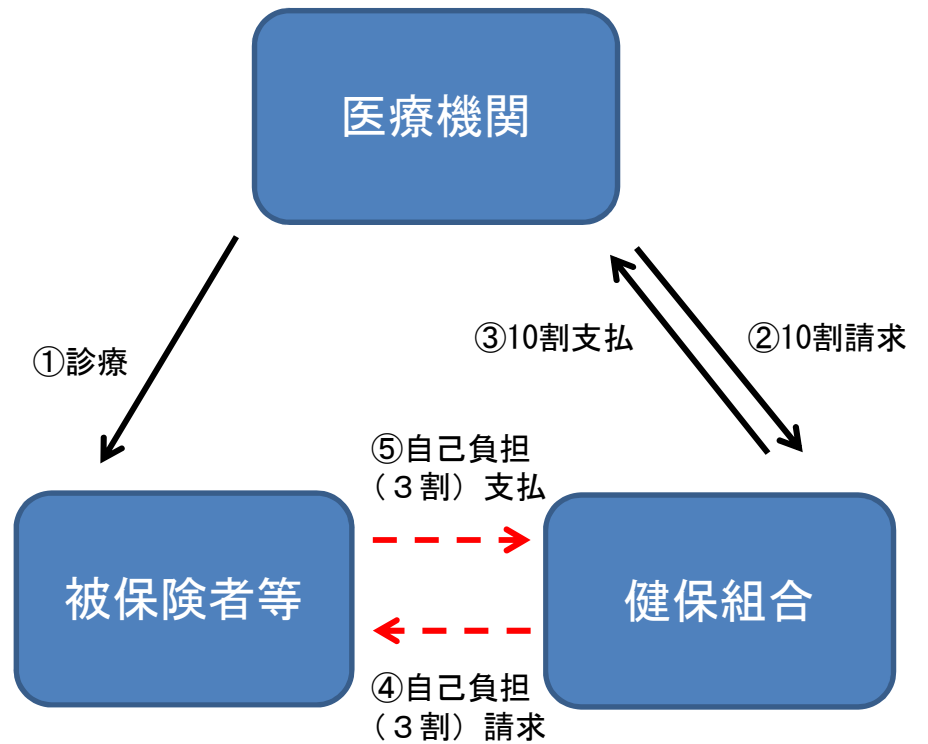 医療機関
③10割支払
②10割請求
①診療
⑤自己負担
（３割）支払
被保険者等
健保組合
④自己負担
（３割）請求